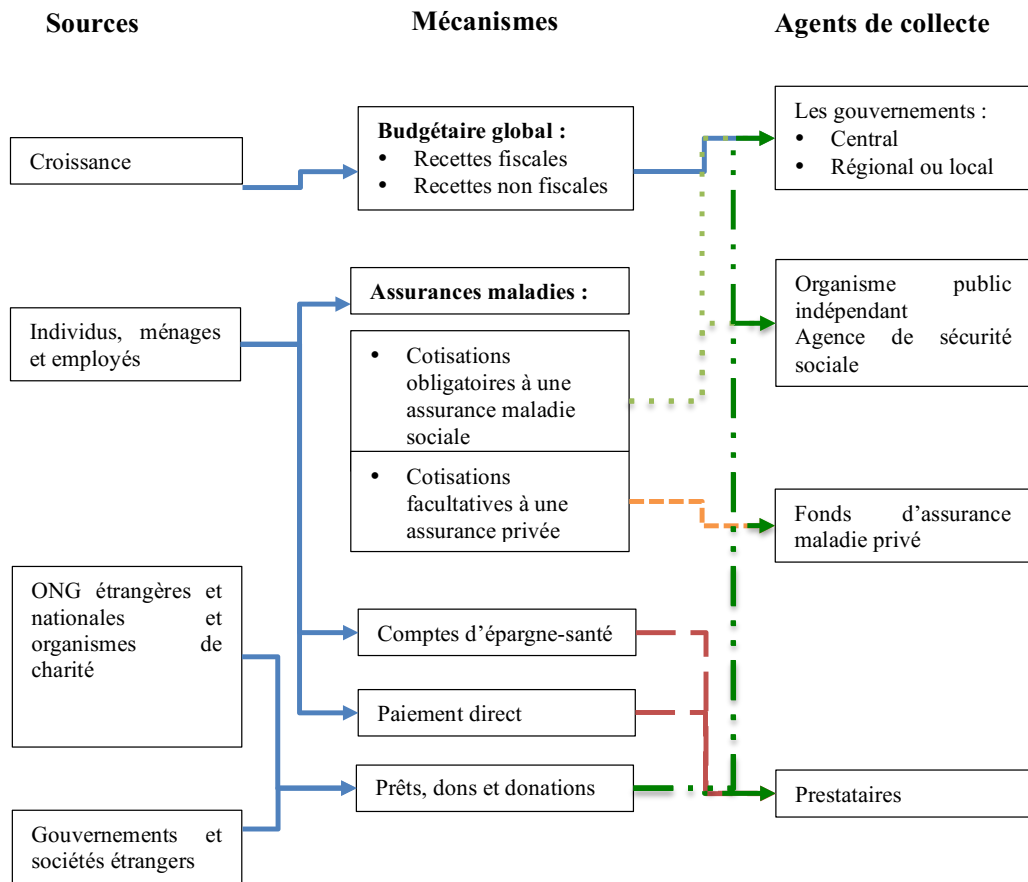 Sources
Mécanismes
Agents de collecte
Croissance
Budgétaire global :
• Recettes fiscales
• Recettes non fiscales
Les gouvernements :
• Central
• Régional ou local
Individus, ménages
et employés
Assurances maladies :
• Cotisations
obligatoires à une
assurance maladie
sociale
• Cotisations
facultatives à une
assurance privée
Organisme public
indépendant
Agence de sécurité
sociale
Fonds d'assurance
maladie privé
ONG étrangères et
nationales et
organismes de
charité
Comptes d'épargne-santé
Paiement direct
Prêts, dons et donations
Prestataires
Gouvernements et
sociétés étrangers